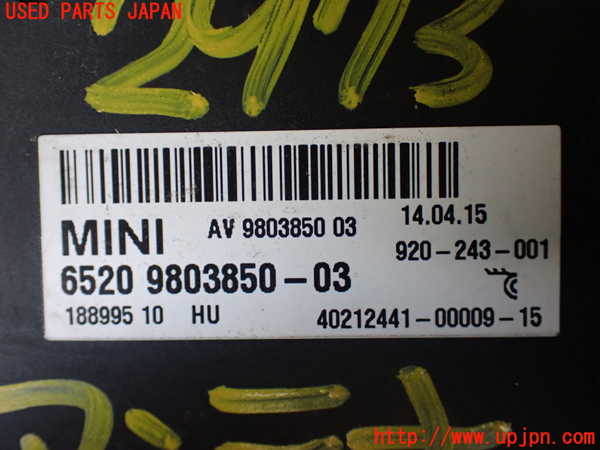 USED PARTS JAPAN
2473
AV 9803850 03
14.04.15
MINI
920-243-001
6520 9803850-03
188995 10 HU
40212441-00009-15
http://www.upjpn.com